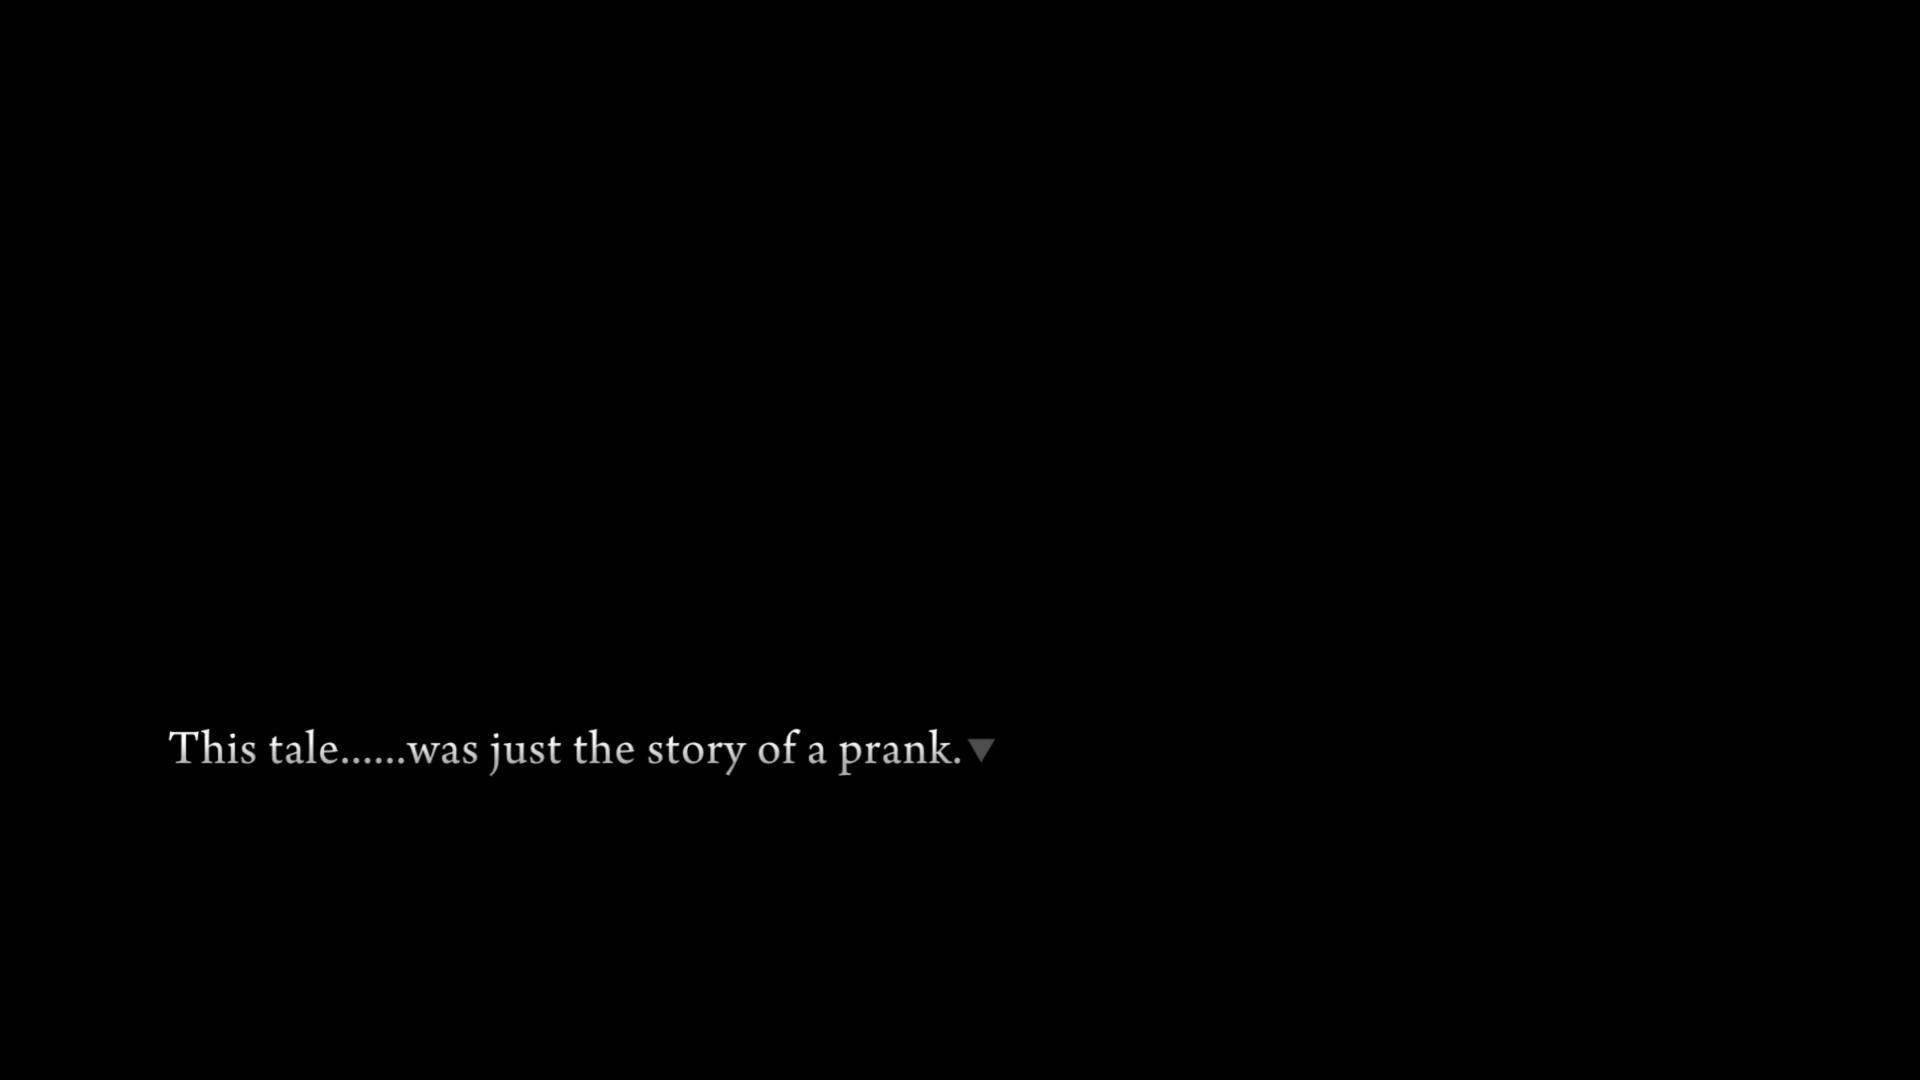 This tale......was just the story of a prank.